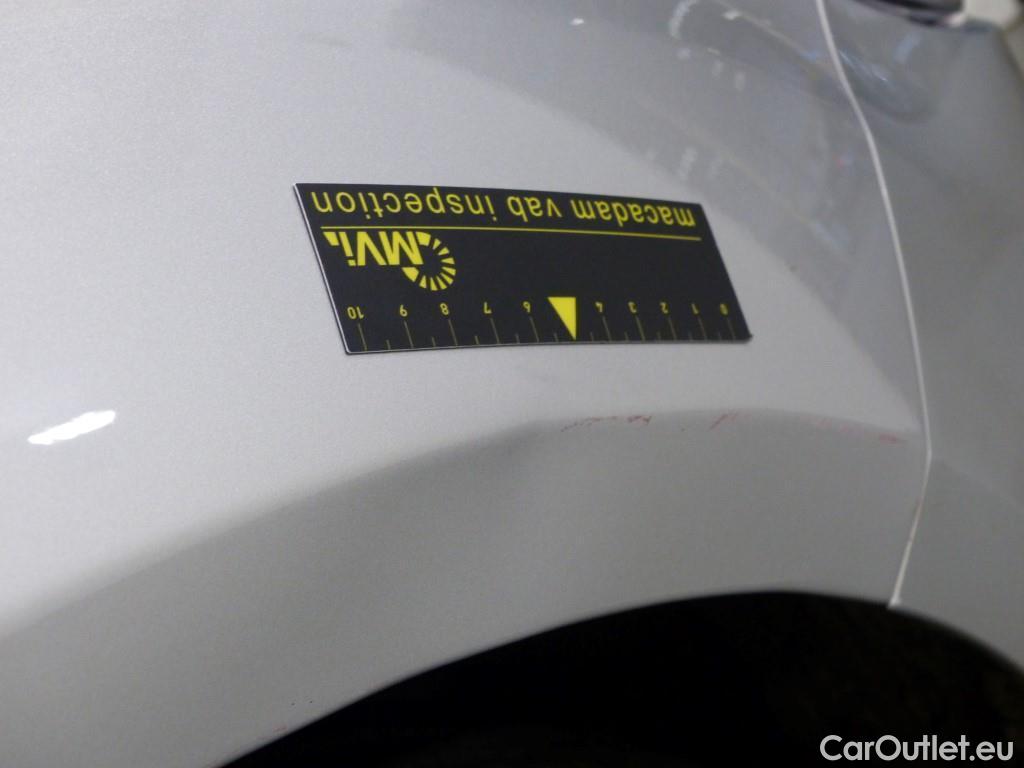 macadam vab inspection
MVi
0 1 2 3 4 6 7 8 9 10
CarOutlet.eu